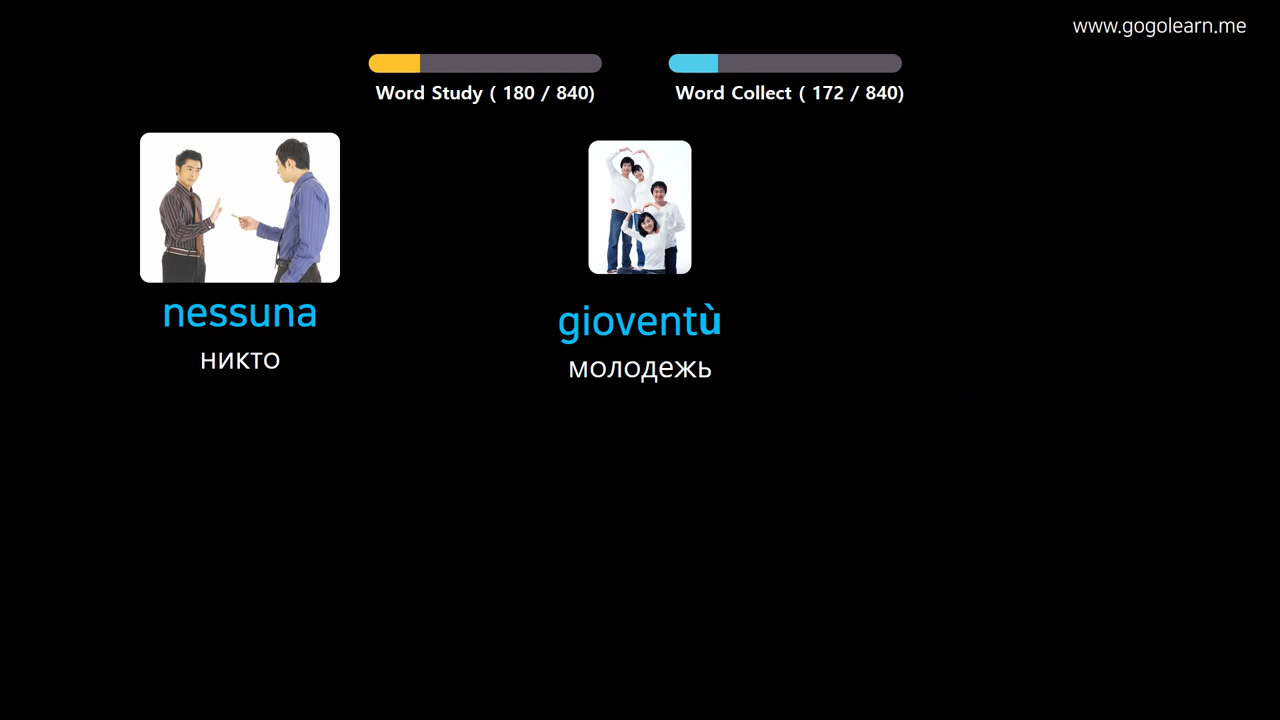 www.gogolearn.me
Word Study ( 180 / 840)
Word Collect ( 172 / 840)
nessuna
никто
gioventù
молодежь